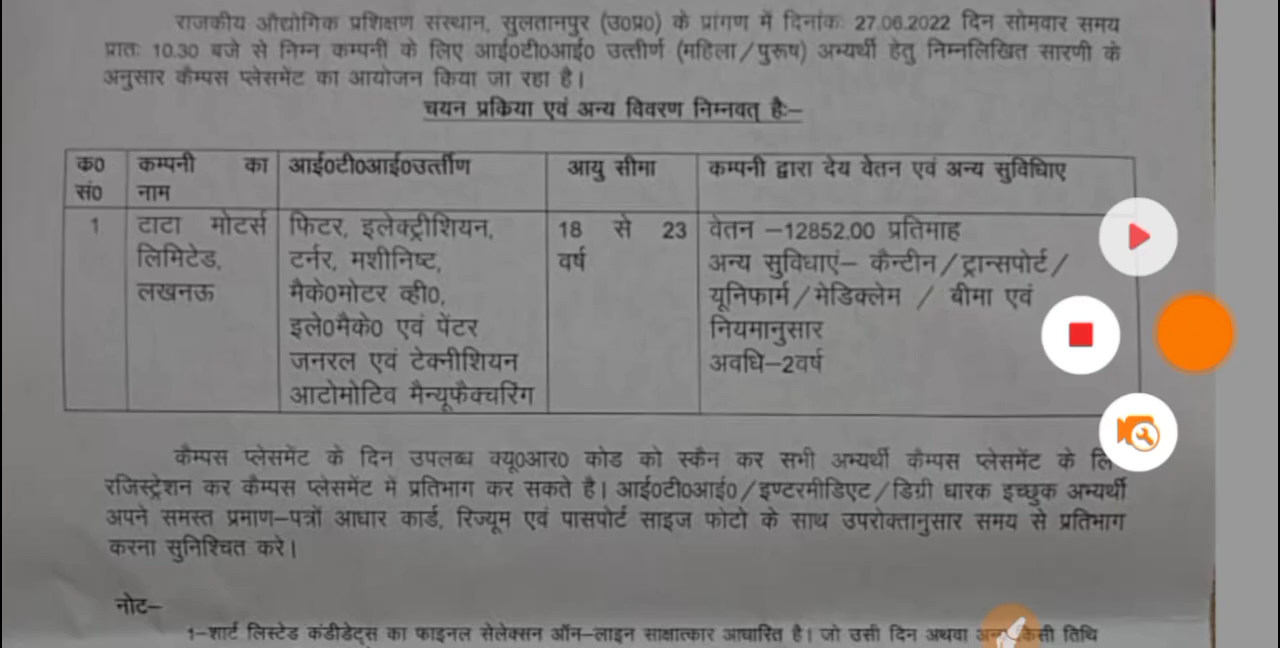 राजकीय औद्योगिक प्रशिक्षण संस्थान, सुलतानपुर (उ0प्र0) के प्रांगण में दिनांक: 27.06.2022 दिन सोमवार समय
प्रातः 10.30 बजे से निम्न कम्पनी के लिए आई0टी0आई0 उत्तीर्ण (महिला/पुरूष) अभ्यर्थी हेतु निम्नलिखित सारणी के
अनुसार कैम्पस प्लेसमेंट का आयोजन किया जा रहा है।
चयन प्रकिया एवं अन्य विवरण निम्नवत् हैः–
क0 सं0
कम्पनी का नाम
आई0टी0आई0उर्त्तीण
आयु सीमा
कम्पनी द्वारा देय वेतन एवं अन्य सुविधिाए
1
टाटा मोटर्स
लिमिटेड,
लखनऊ
फिटर, इलेक्ट्रीशियन,
टर्नर, मशीनिष्ट,
मैके0मोटर व्ही0,
इले0मैके0 एवं पेंटर
जनरल एवं टेक्नीशियन
आटोमोटिव मैन्यूफैक्चरिंग
18 से 23
वर्ष
वेतन –12852.00 प्रतिमाह
अन्य सुविधाएं– कैन्टीन/ट्रान्सपोर्ट/
यूनिफार्म/मेडिक्लेम / बीमा एवं
नियमानुसार
अवधि–2वर्ष
कैम्पस प्लेसमेंट के दिन उपलब्ध क्यू0आर0 कोड को स्कैन कर सभी अभ्यर्थी कैम्पस प्लेसमेंट के
रजिस्ट्रेशन कर कैम्पस प्लेसमेंट में प्रतिभाग कर सकते है। आई0टी0आई0/इण्टरमीडिएट/डिग्री धारक इच्छुक अभ्यर्थी
अपने समस्त प्रमाण–पत्रों आधार कार्ड, रिज्यूम एवं पासपोर्ट साइज फोटो के साथ उपरोक्तानुसार समय से प्रतिभाग
करना सुनिश्चित करे।
नोट–
1–शार्ट लिस्टेड कंडीडेट्स का फाइनल सेलेक्सन ऑन–लाइन साक्षात्कार आधारित है। जो उसी दिन अथवा तिथि